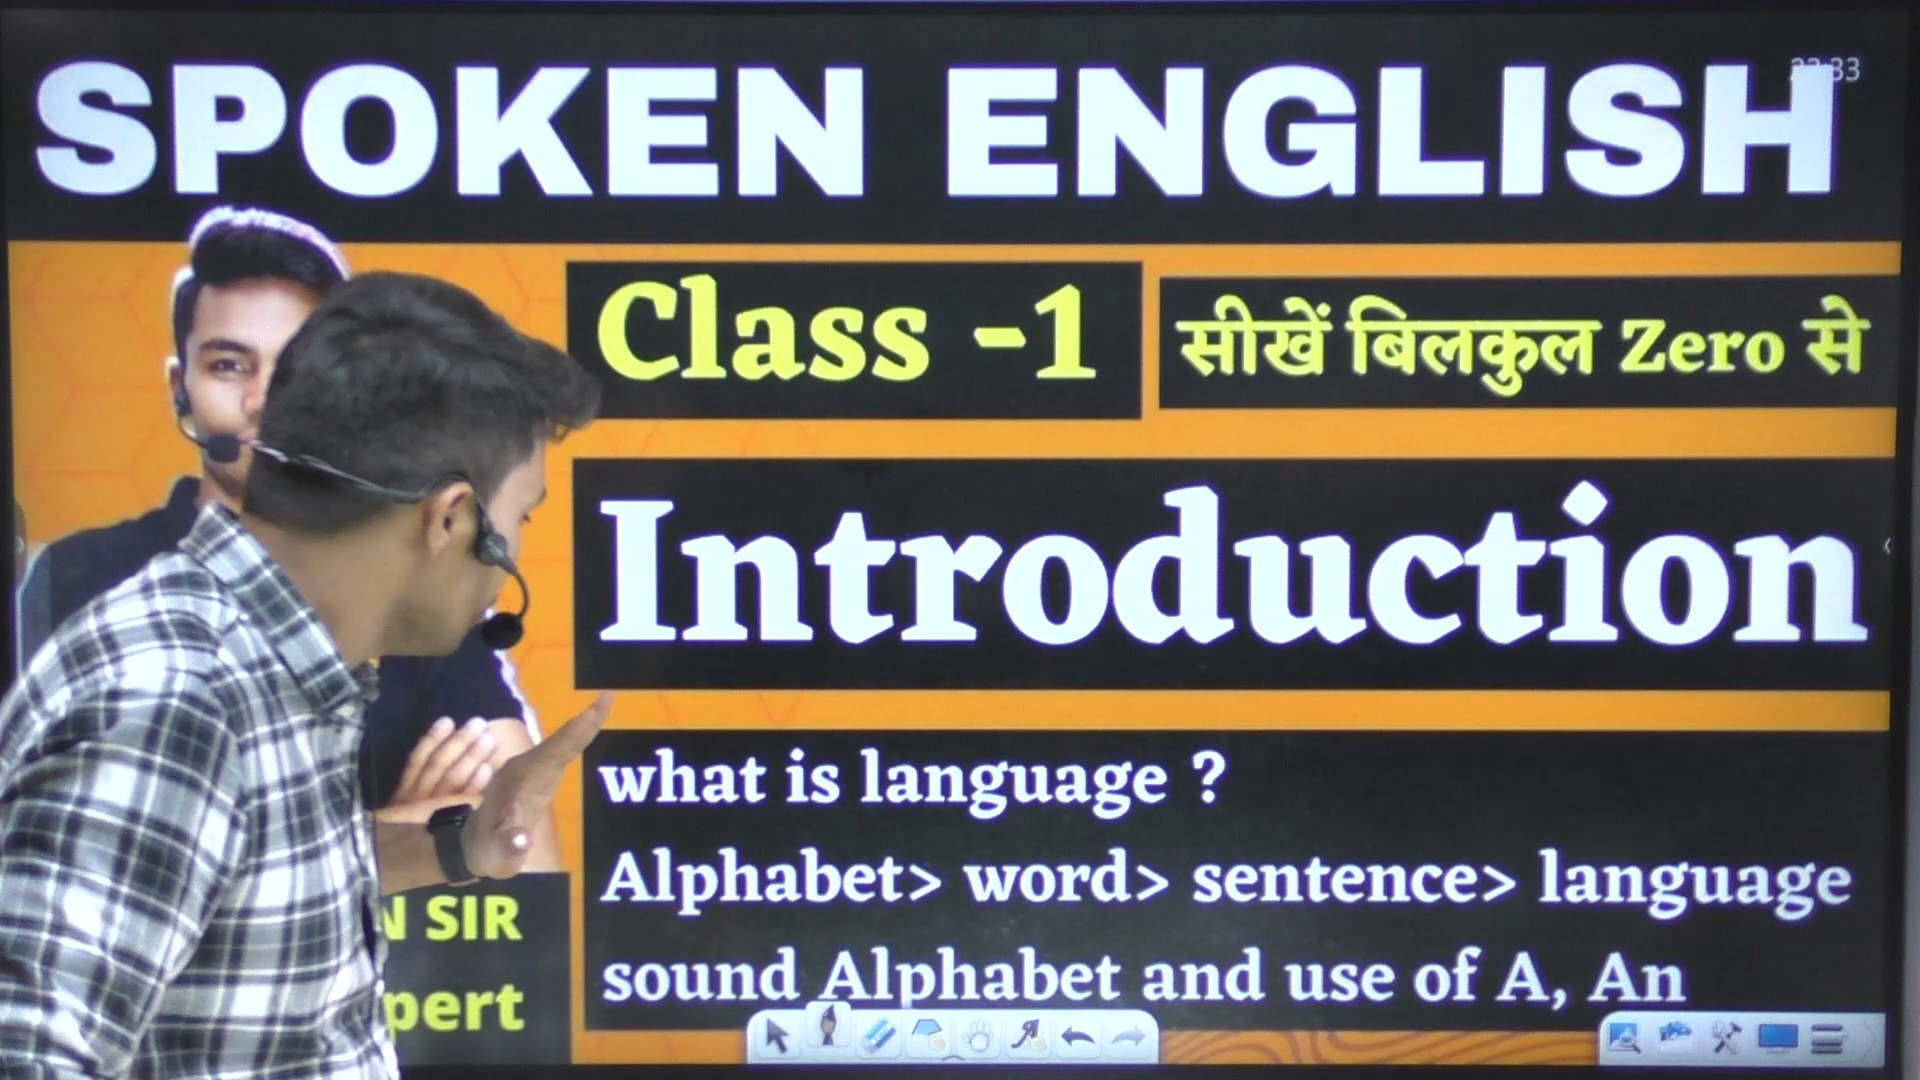 SPOKEN ENGLISH
Class -1
सीखें बिलकुल Zero से
Introduction
what is language ?
Alphabet> word> sentence> language
sound Alphabet and use of A, An
SIR